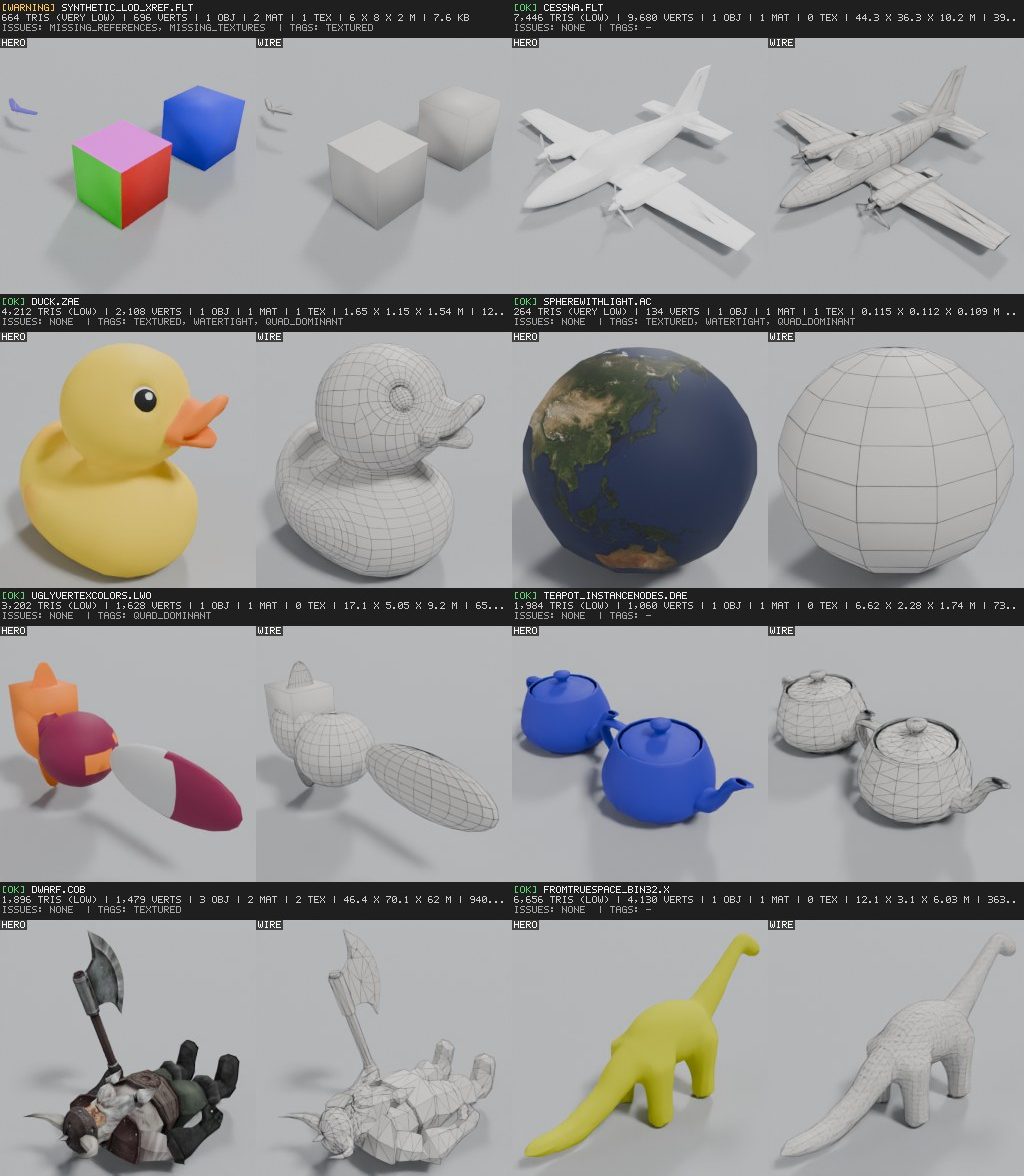 [WARNING] SYNTHETIC_LOD_XREF.FLT
664 TRIS (VERY LOW) | 696 VERTS | 1 OBJ | 2 MAT | 1 TEX | 6 X 8 X 2 M | 7.6 KB
ISSUES: MISSING_REFERENCES, MISSING_TEXTURES | TAGS: TEXTURED
HERO
WIRE
[OK] CESSNA.FLT
7,446 TRIS (LOW) | 9,680 VERTS | 1 OBJ | 1 MAT | 0 TEX | 44.3 X 36.3 X 10.2 M | 39..
ISSUES: NONE | TAGS: -
HERO
WIRE
[OK] DUCK.ZAE
4,212 TRIS (LOW) | 2,108 VERTS | 1 OBJ | 1 MAT | 1 TEX | 1.65 X 1.15 X 1.54 M | 12..
ISSUES: NONE | TAGS: TEXTURED, WATERTIGHT, QUAD_DOMINANT
HERO
WIRE
[OK] SPHEREWITHLIGHT.AC
264 TRIS (VERY LOW) | 134 VERTS | 1 OBJ | 1 MAT | 1 TEX | 0.115 X 0.112 X 0.109 M ..
ISSUES: NONE | TAGS: TEXTURED, WATERTIGHT, QUAD_DOMINANT
HERO
WIRE
[OK] UGLYVERTEXCOLORS.LWO
3,202 TRIS (LOW) | 1,628 VERTS | 1 OBJ | 1 MAT | 0 TEX | 17.1 X 5.05 X 9.2 M | 65...
ISSUES: NONE | TAGS: QUAD_DOMINANT
HERO
WIRE
[OK] TEAPOT_INSTANCENODES.DAE
1,984 TRIS (LOW) | 1,060 VERTS | 1 OBJ | 1 MAT | 0 TEX | 6.62 X 2.28 X 1.74 M | 73..
ISSUES: NONE | TAGS: -
HERO
WIRE
[OK] DWARF.COB
1,896 TRIS (LOW) | 1,479 VERTS | 3 OBJ | 2 MAT | 2 TEX | 46.4 X 70.1 X 62 M | 940...
ISSUES: NONE | TAGS: TEXTURED
HERO
WIRE
[OK] FROMTRUESPACE_BIN32.X
6,656 TRIS (LOW) | 4,130 VERTS | 1 OBJ | 1 MAT | 0 TEX | 12.1 X 3.1 X 6.03 M | 363..
ISSUES: NONE | TAGS: -
HERO
WIRE